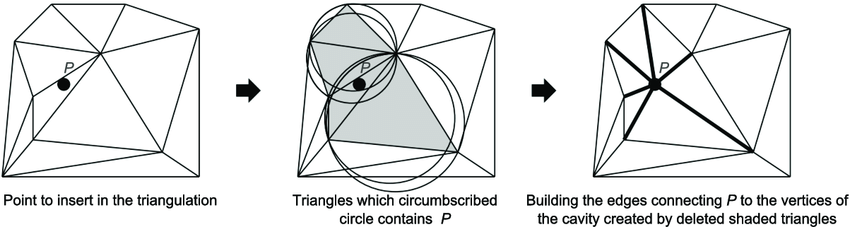 P
P
P
Point to insert in the triangulation
Triangles which circumbscribed
circle contains P
Building the edges connecting P to the vertices of
the cavity created by deleted shaded triangles